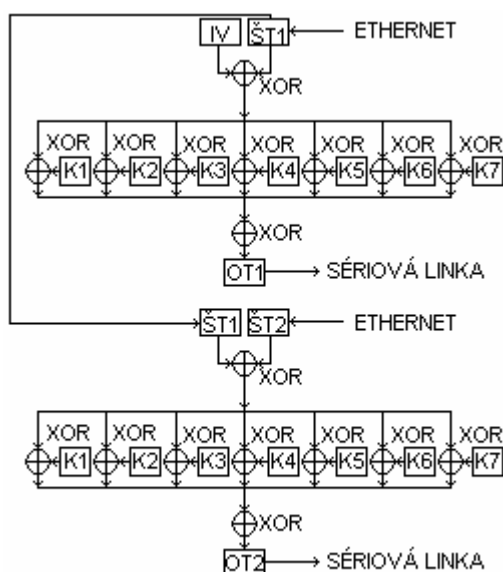 IV ŠT1 ETHERNET
XOR
XOR XOR XOR XOR XOR XOR XOR
K1 K2 K3 K4 K5 K6 K7
XOR
OT1 SÉRIOVÁ LINKA
ŠT1 ŠT2 ETHERNET
XOR
XOR XOR XOR XOR XOR XOR XOR
K1 K2 K3 K4 K5 K6 K7
XOR
OT2 SÉRIOVÁ LINKA